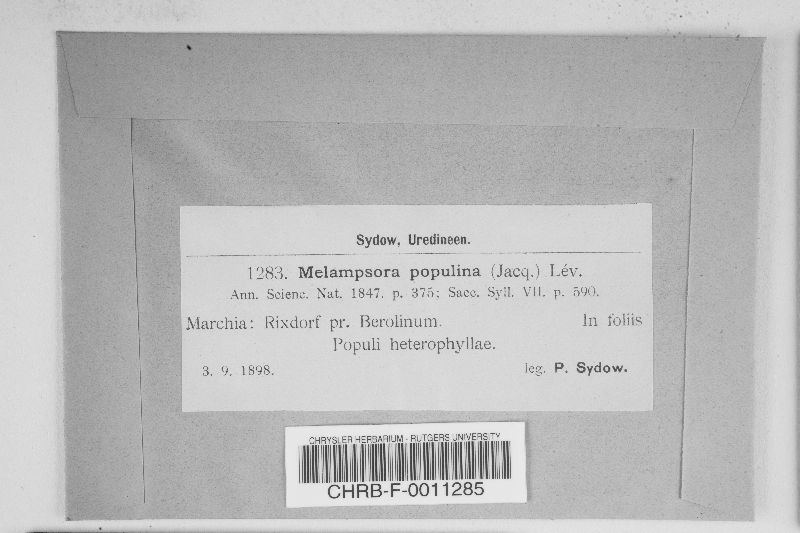 Sydow, Uredineen.
1283. Melampsora populina (Jacq.) Lév.
Ann. Scienc. Nat. 1847. p. 375; Sacc. Syll. VII. p. 590.
Marchia: Rixdorf pr. Berolinum. In foliis
Populi heterophyllae.
3. 9. 1898. leg. P. Sydow.
CHRYSLER HERBARIUM - RUTGERS UNIVERSITY
CHRB-F-0011285